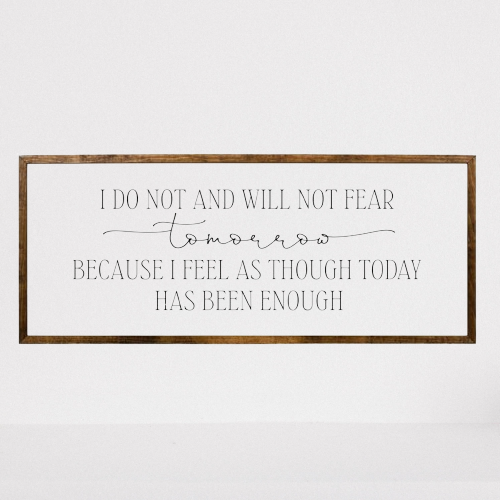 I DO NOT AND WILL NOT FEAR
tomorrow
BECAUSE I FEEL AS THOUGH TODAY
HAS BEEN ENOUGH